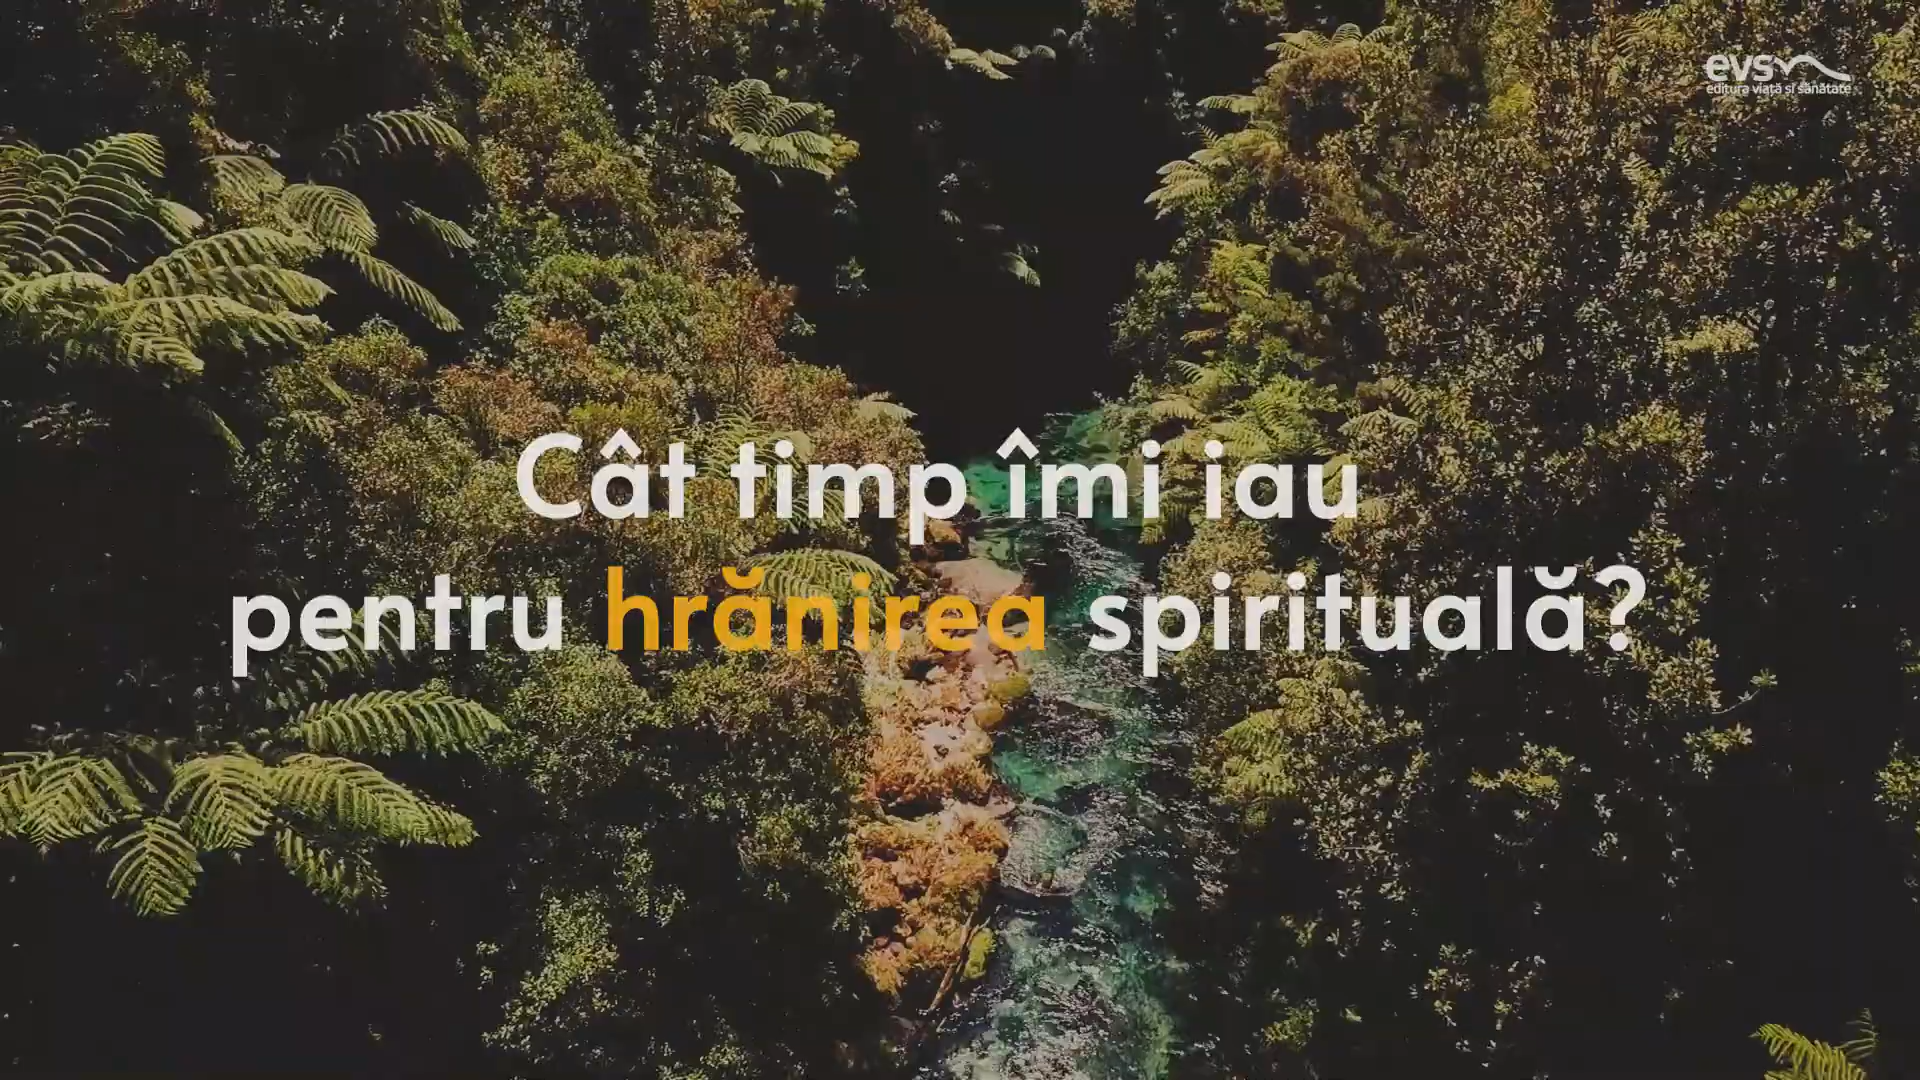 evs
editura viață și sănătate
Cât timp îmi iau
pentru hrănirea spirituală?